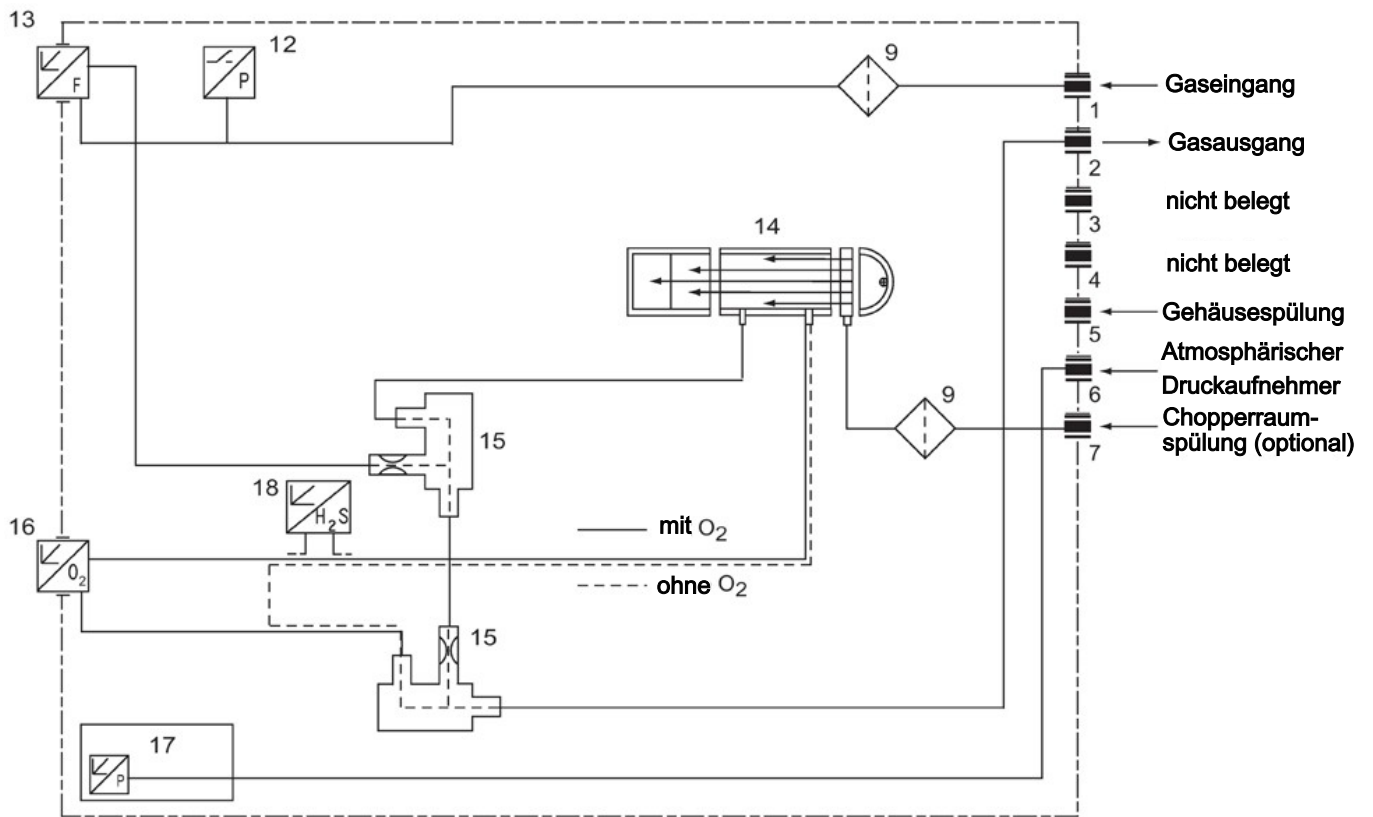 13
F
12
P
9
Gaseingang
1
Gasausgang
2
nicht belegt
3
14
nicht belegt
4
Gehäusespülung
5
Atmosphärischer
Druckaufnehmer
6
9
Chopperraum-
spülung (optional)
7
15
18
H2S
mit O2
16
O2
ohne O2
15
17
P